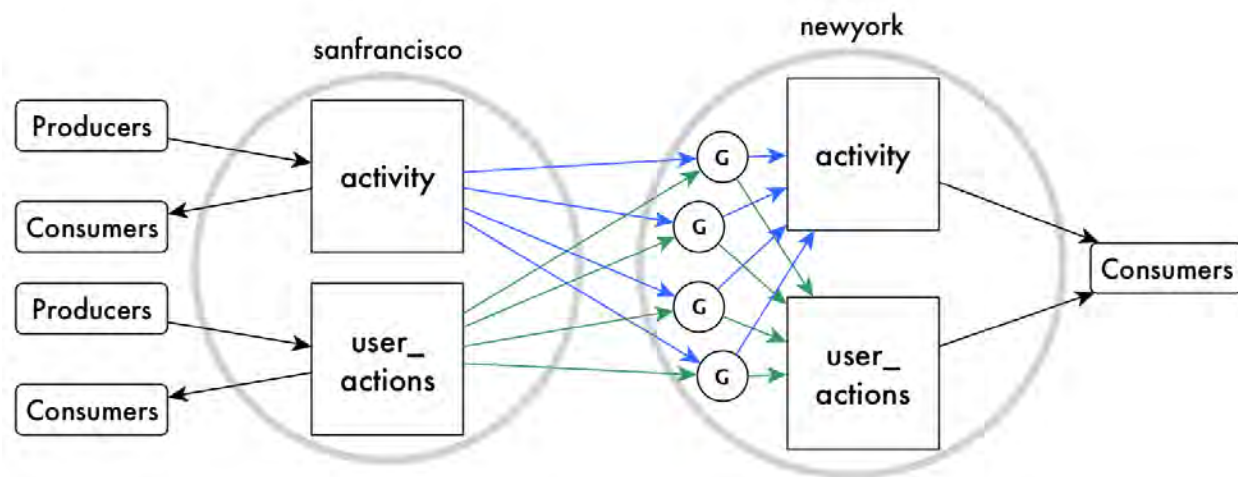 newyork
sanfrancisco
Producers
activity
Consumers
Producers
user_
actions
Consumers
G
G
G
G
activity
user_
actions
Consumers